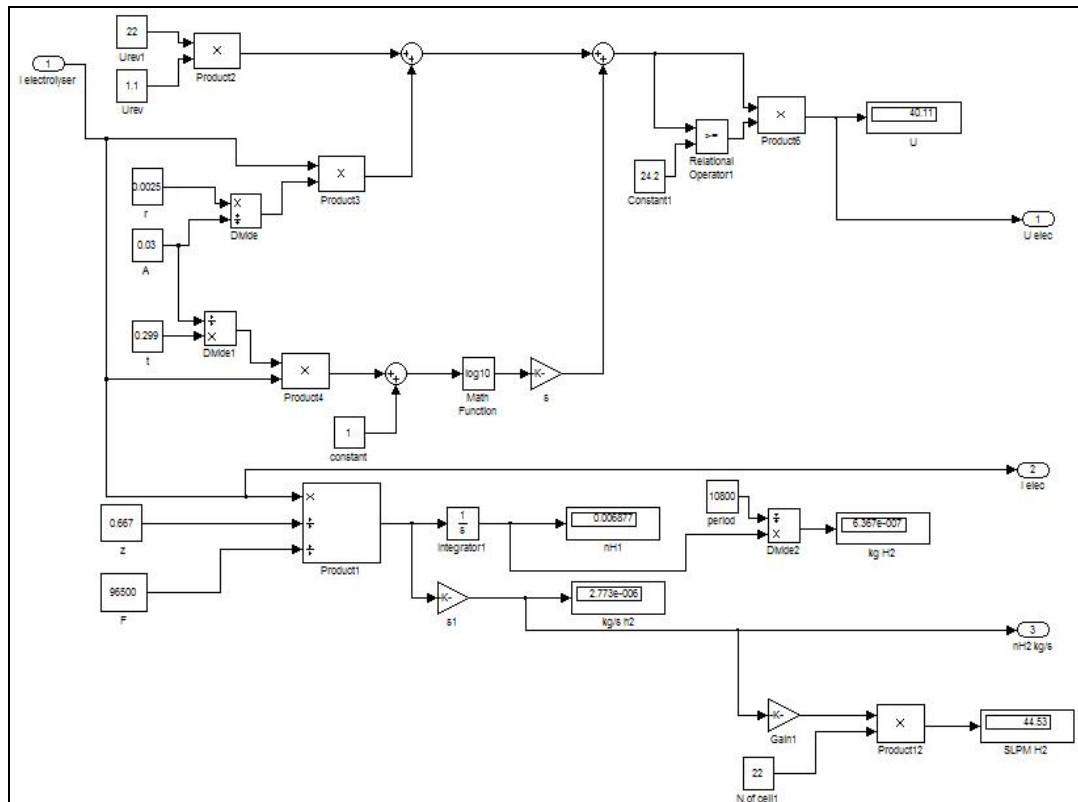 22
Urev1
1
I electrolyser
1.1
Urev
×
Product2
+
+
+
+
×
Product6
40.11
U
>=
Relational
Operator1
24.2
Constant1
1
U elec
0.0025
r
×
÷
Divide
×
Product3
0.03
A
0.299
t
÷
×
Divide1
×
Product4
+
+
log10
Math
Function
-K-
s
1
constant
2
I elec
0.667
z
96500
F
×
÷
÷
Product1
1
s
Integrator1
0.006877
nH1
10800
period
÷
×
Divide2
6.367e-007
kg H2
-K-
s1
2.773e-006
kg/s h2
3
nH2 kg/s
-K-
Gain1
22
N of cell1
×
Product12
44.53
SLPM H2